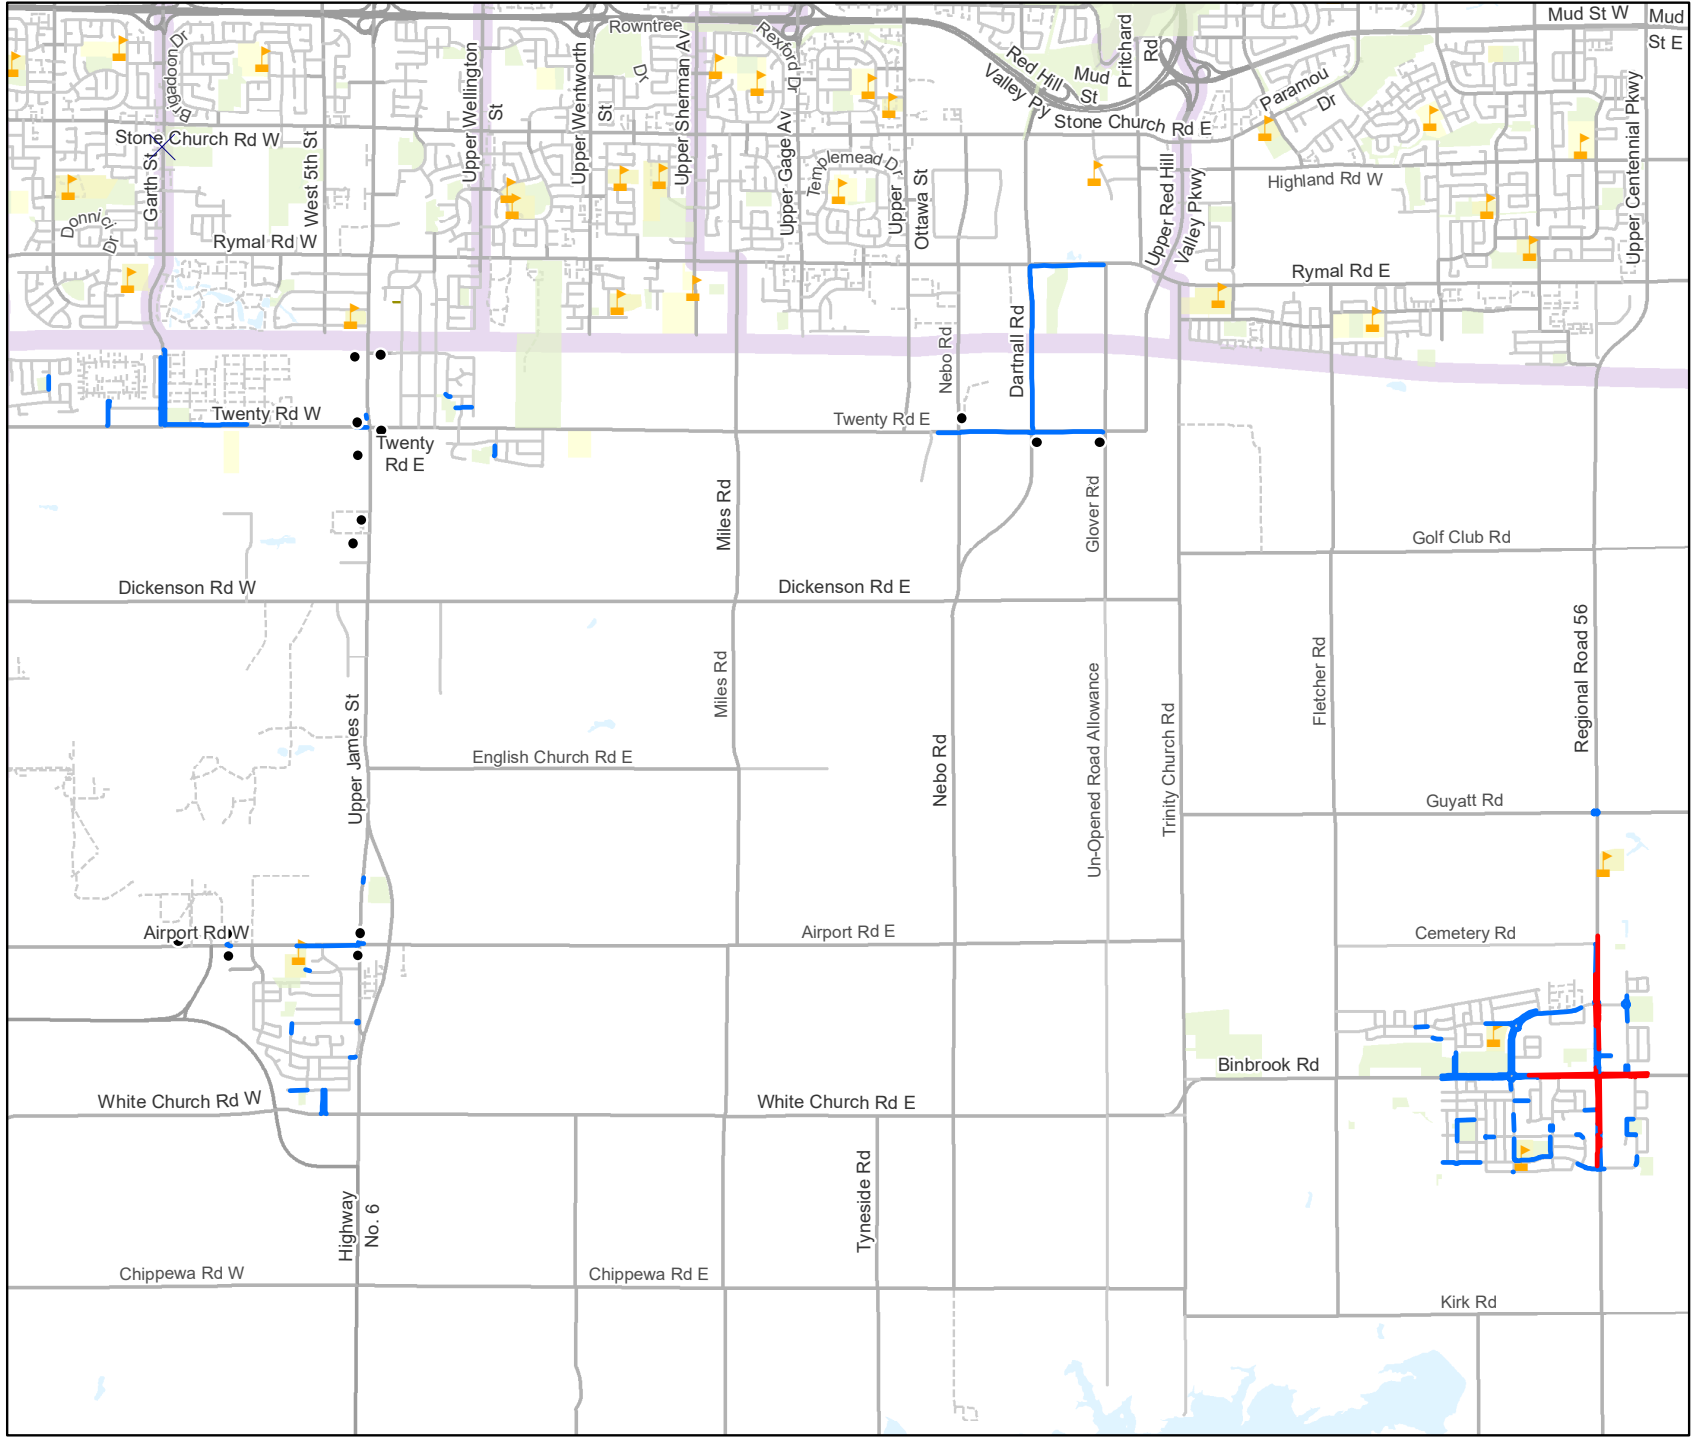 Mud St W
Mud
St E
Rowntree
Dr
Rexford Dr
Brigadoon Dr
Upper Wellington
St
Upper Wentworth
St
Upper Sherman Av
Red Hill
Valley Py
Mud
St
Pritchard
Rd
Paramou
Dr
Upper Centennial Pkwy
Stone Church Rd W
Stone Church Rd E
Garth St
West 5th St
Upper Gage Av
Templemead Dr
Upper
Ottawa St
Upper Red Hill
Valley Pkwy
Highland Rd W
Donnici
Dr
Rymal Rd W
Rymal Rd E
Nebo Rd
Dartnall Rd
Twenty Rd W
Twenty
Rd E
Twenty Rd E
Miles Rd
Glover Rd
Golf Club Rd
Dickenson Rd W
Dickenson Rd E
Regional Road 56
Upper James St
Miles Rd
Nebo Rd
Un-Opened Road Allowance
Trinity Church Rd
Fletcher Rd
English Church Rd E
Guyatt Rd
Airport Rd W
Airport Rd E
Cemetery Rd
Binbrook Rd
White Church Rd W
White Church Rd E
Highway
No. 6
Tyneside Rd
Chippewa Rd W
Chippewa Rd E
Kirk Rd